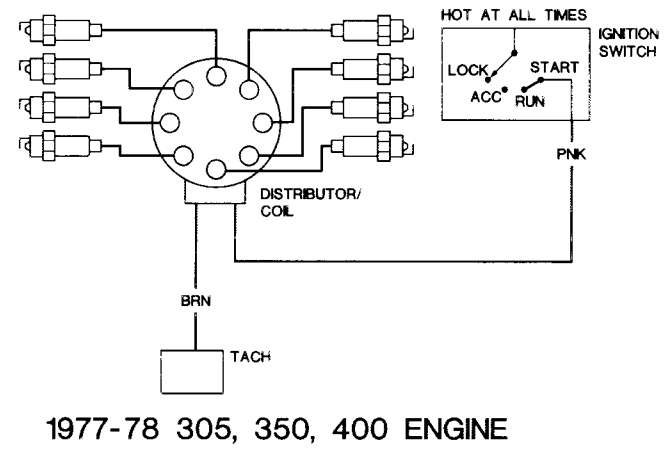 HOT AT ALL TIMES
IGNITION
SWITCH
LOCK
START
ACC
RUN
PNK
DISTRIBUTOR/
COIL
BRN
TACH
1977-78 305, 350, 400 ENGINE